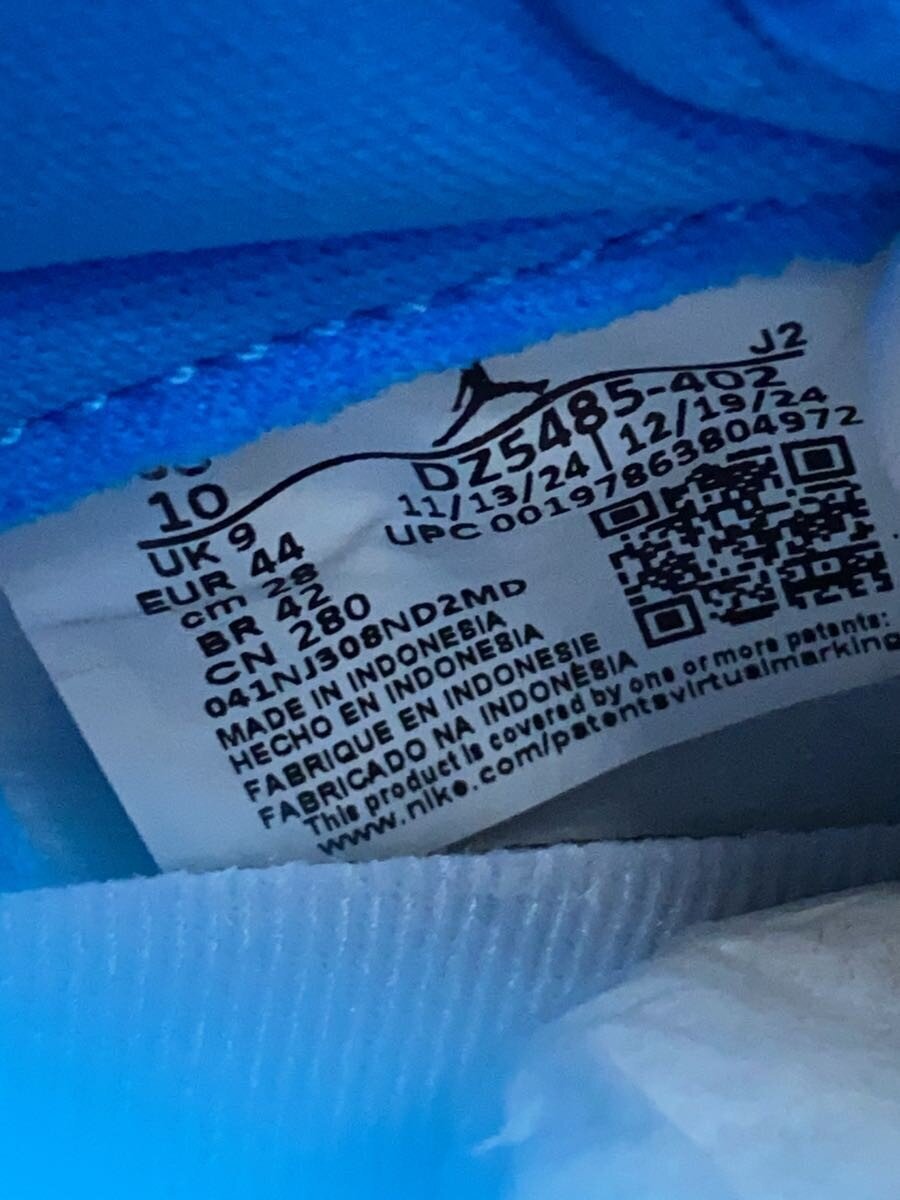 J2
10
DZ5485-402
11/13/24 | 12/19/24
UPC 00197863804972
UK 9
EUR 44
cm 28
BR 42
CN 280
041NJ308ND2MD
MADE IN INDONESIA
HECHO EN INDONESIA
FABRIQUE EN INDONESIE
FABRICADO NA INDONÉSIA
This product is covered by one or more patents:
www.nike.com/patentsvirtualmarking